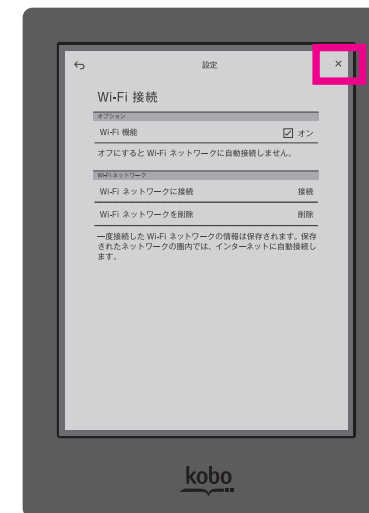 設定
×
Wi-Fi 接続
オプション
Wi-Fi 機能
オン
オフにすると Wi-Fi ネットワークに自動接続しません。
Wi-Fi ネットワーク
Wi-Fi ネットワークに接続 接続
Wi-Fi ネットワークを削除 削除
一度接続した Wi-Fi ネットワークの情報は保存されます。保存
されたネットワークの圏内では、インターネットに自動接続し
ます。
kobo